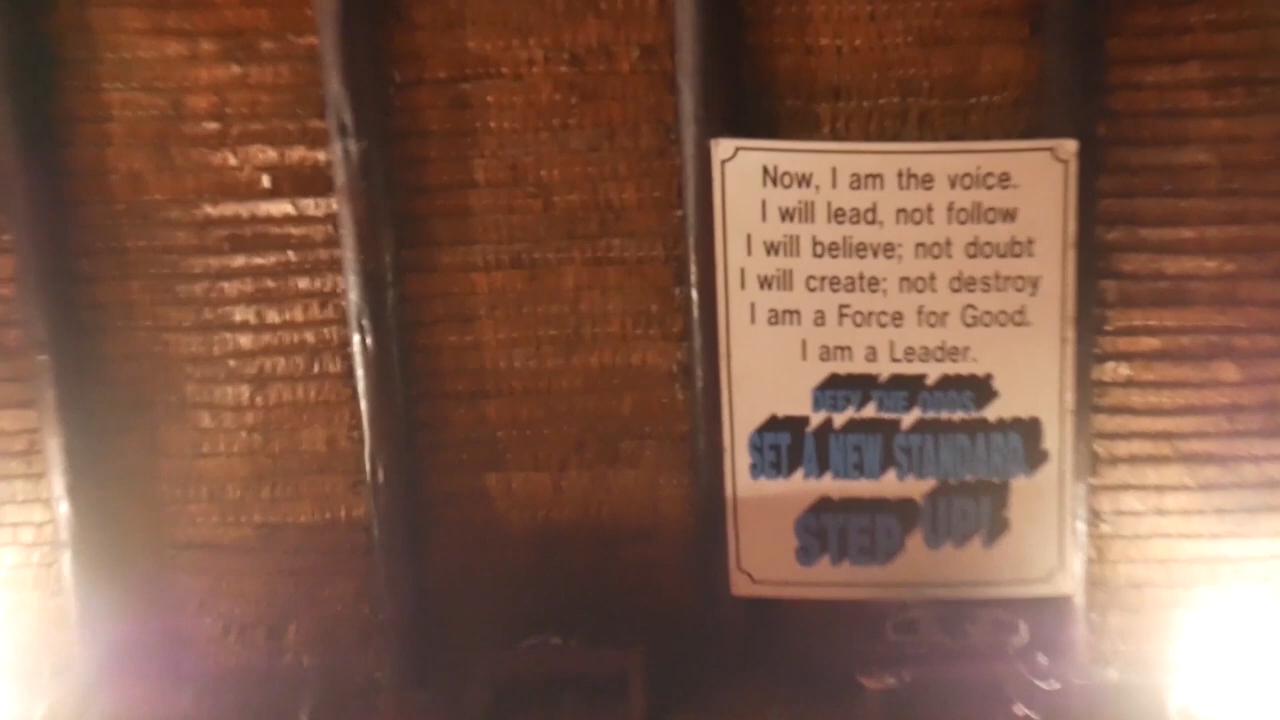 Now, I am the voice.
I will lead, not follow
I will believe; not doubt
I will create; not destroy
I am a Force for Good.
I am a Leader.
DEFY THE ODDS
SET A NEW STANDARD
STEP UP!